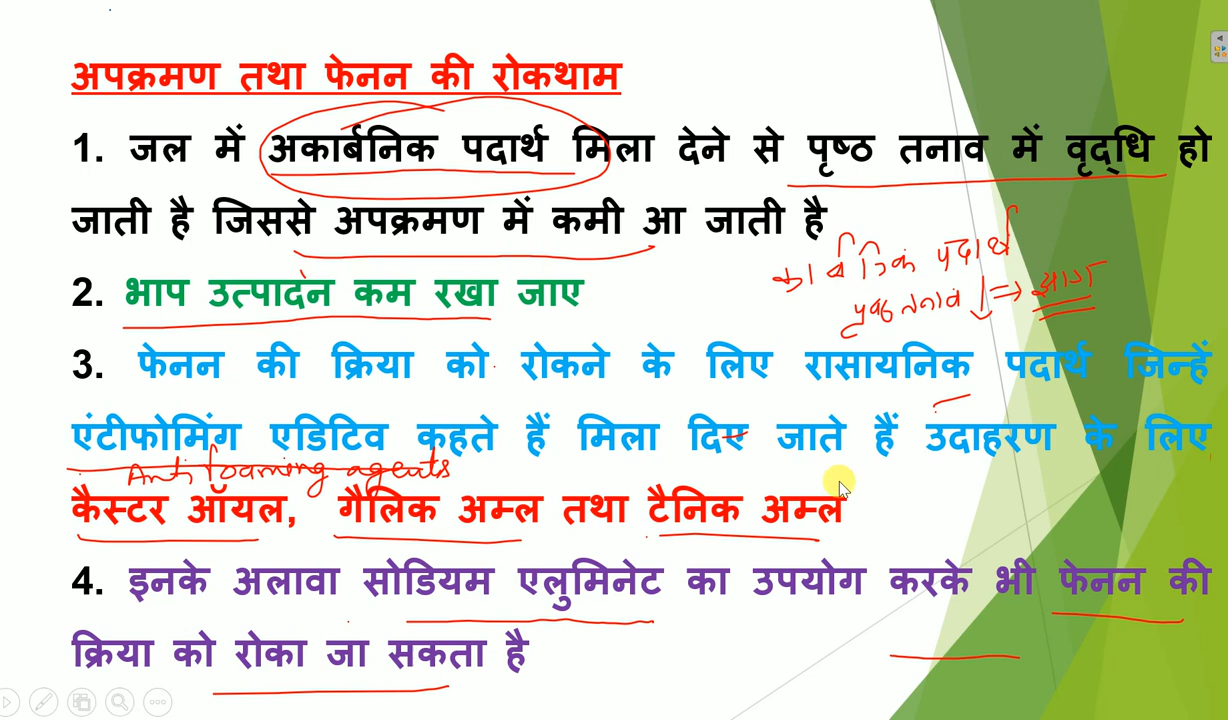 अपक्रमण तथा फेनन की रोकथाम
1. जल में अकार्बनिक पदार्थ मिला देने से पृष्ठ तनाव में वृद्धि हो
जाती है जिससे अपक्रमण में कमी आ जाती है
कार्बनिक पदार्थ
2. भाप उत्पादन कम रखा जाए
पृष्ठ तनाव ↓ ⇒ झाग
3. फेनन की क्रिया को रोकने के लिए रासायनिक पदार्थ जिन्हें
एंटीफोमिंग एडिटिव कहते हैं मिला दिए जाते हैं उदाहरण के लिए
Antifoaming agents
कैस्टर ऑयल, गैलिक अम्ल तथा टैनिक अम्ल
4. इनके अलावा सोडियम एलुमिनेट का उपयोग करके भी फेनन की
क्रिया को रोका जा सकता है